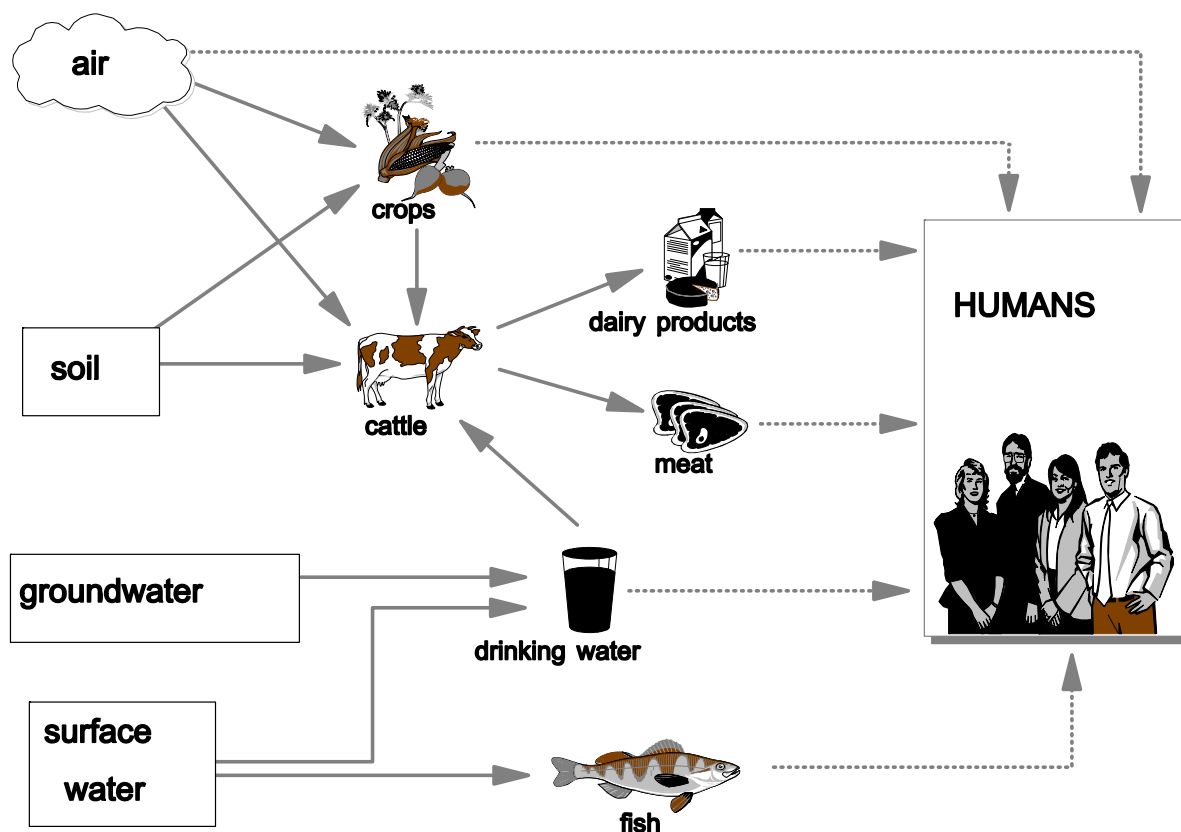 air
crops
dairy products
HUMANS
soil
cattle
meat
groundwater
drinking water
surface
water
fish